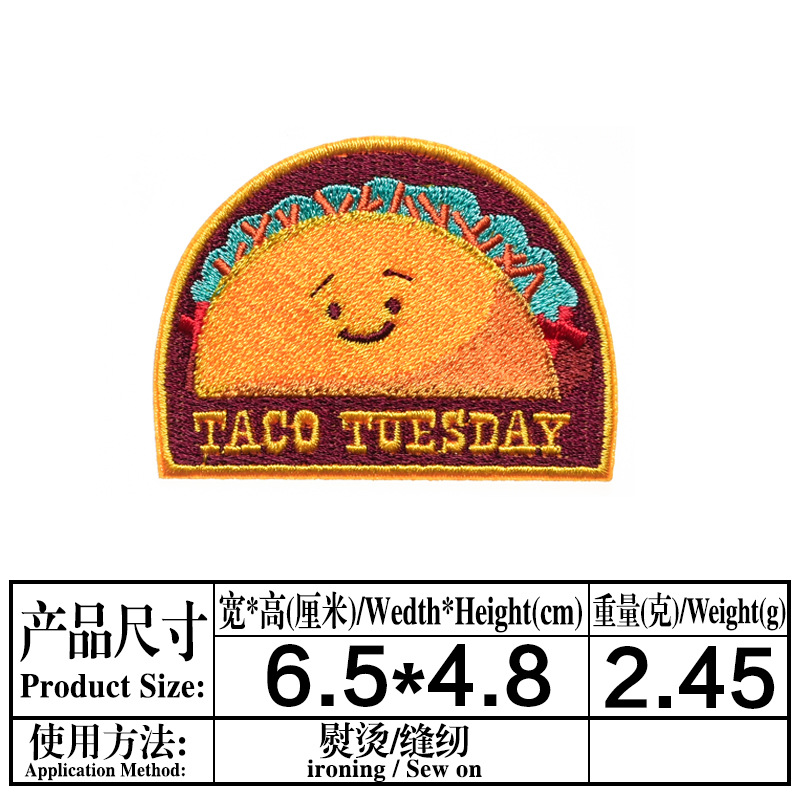 TACO TUESDAY
产品尺寸
Product Size:
宽*高(厘米)/Wedth*Height(cm)
重量(克)/Weight(g)
6.5*4.8
2.45
使用方法:
Application Method:
熨烫/缝纫
ironing / Sew on